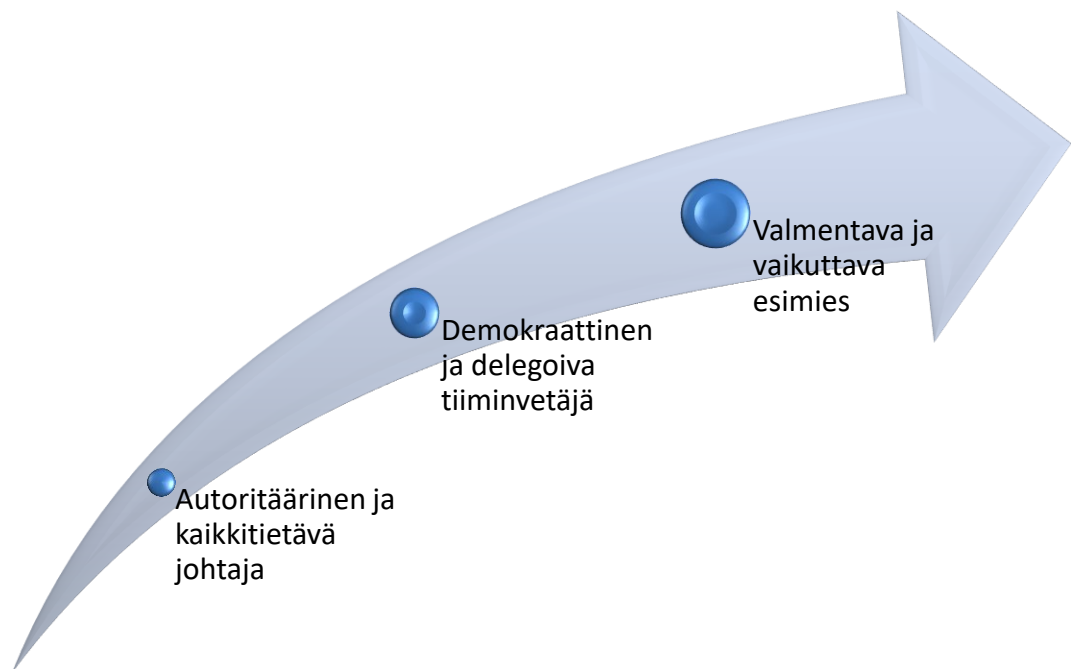 Valmentava ja
vaikuttava
esimies
Demokraattinen
ja delegoiva
tiiminvetäjä
Autoritäärinen ja
kaikkitietävä
johtaja